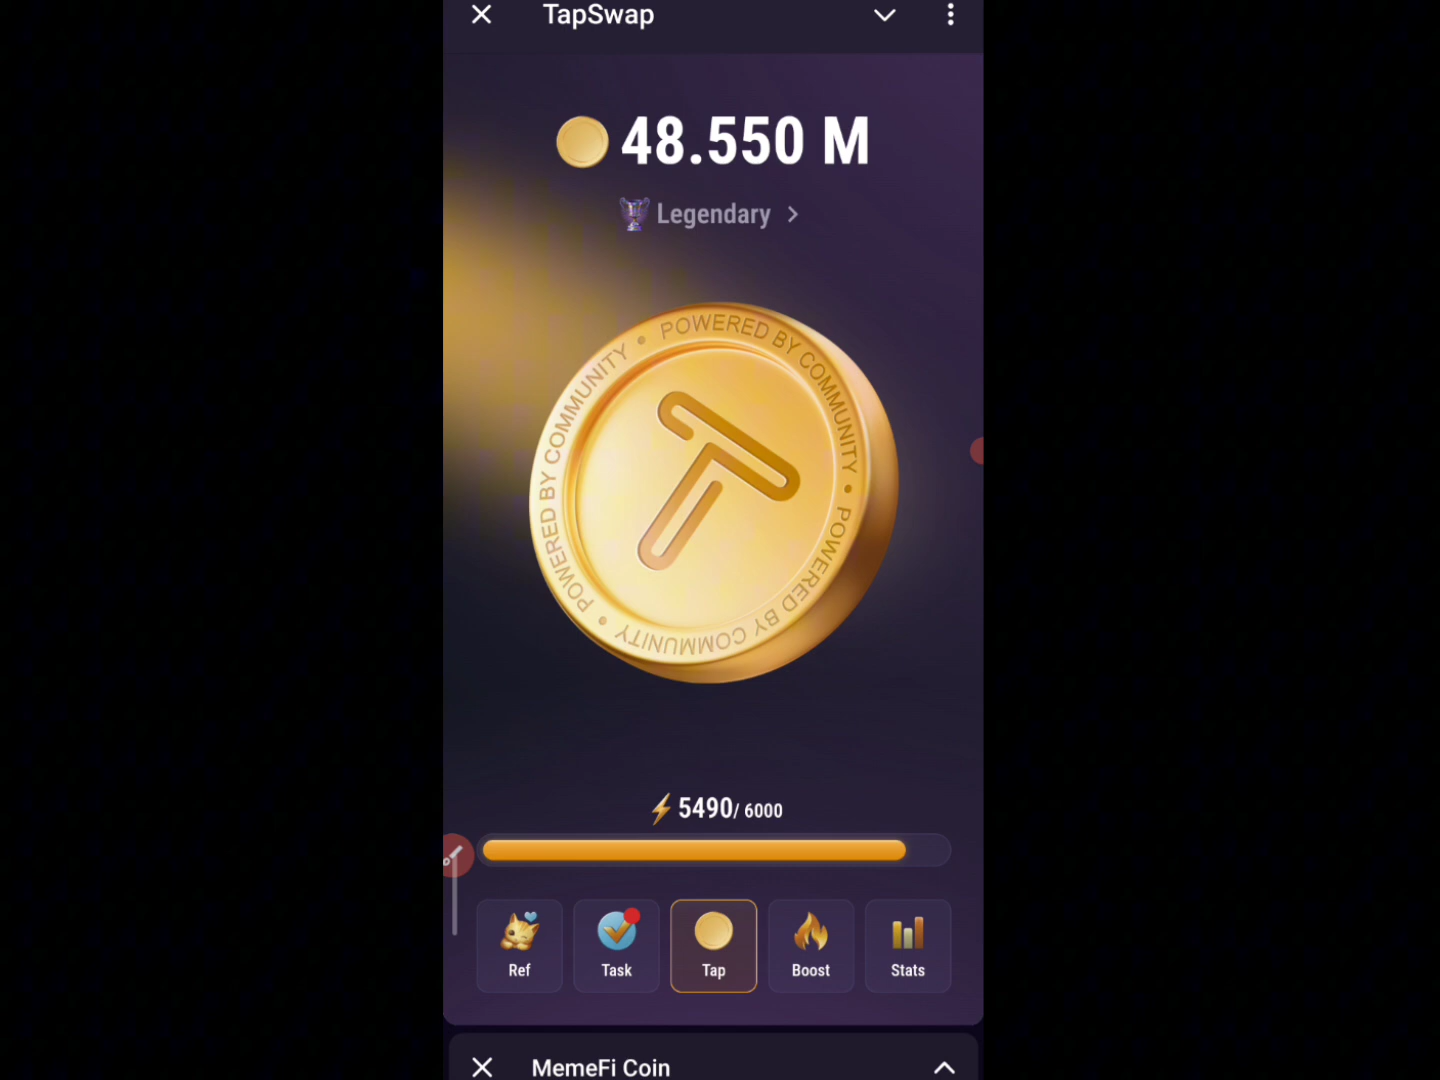 TapSwap
48.550 M
Legendary
POWERED BY COMMUNITY • POWERED BY COMMUNITY • POWERED BY COMMUNITY •
5490/ 6000
Ref
Task
Tap
Boost
Stats
MemeFi Coin